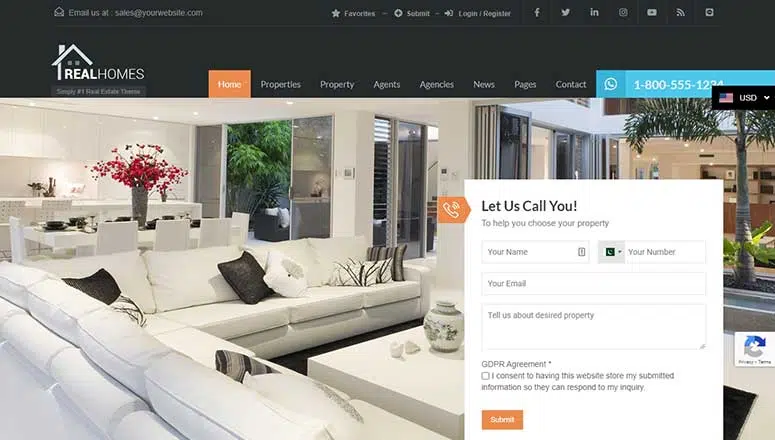 Email us at : sales@yourwebsite.com
Favorites – Submit – Login / Register
REALHOMES
Simply #1 Real Estate Theme
Home Properties Property Agents Agencies News Pages Contact
1-800-555-1234
USD
Let Us Call You!
To help you choose your property
Your Name
Your Number
Your Email
Tell us about desired property
GDPR Agreement *
I consent to having this website store my submitted
information so they can respond to my inquiry.
Submit
Privacy - Terms